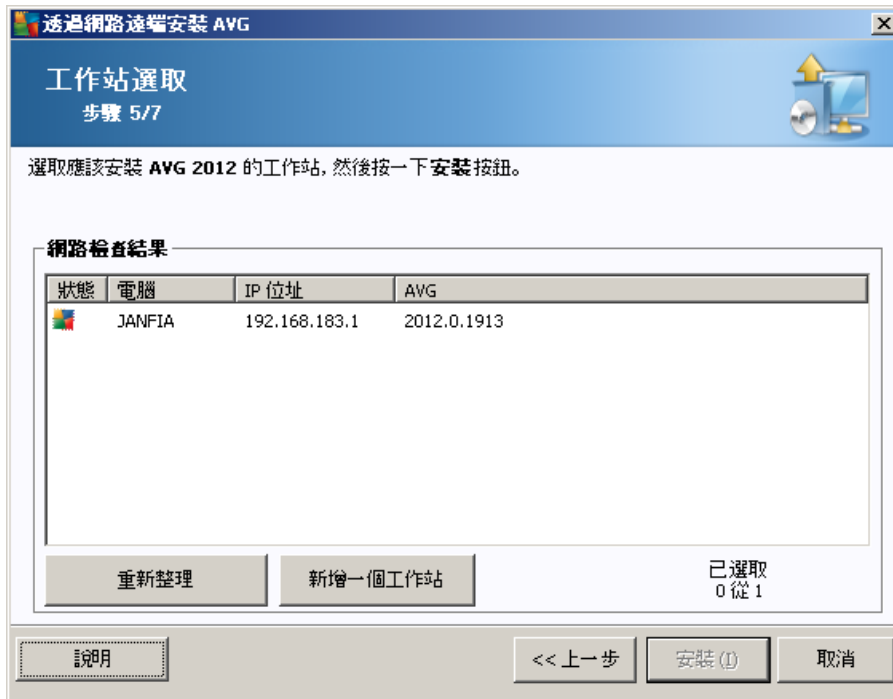 透過網路遠端安裝 AVG
工作站選取
步驟 5/7
選取應該安裝 AVG 2012 的工作站, 然後按一下安裝按鈕。
網路檢查結果
狀態 電腦 IP 位址 AVG
JANFIA 192.168.183.1 2012.0.1913
重新整理 新增一個工作站 已選取
0 從 1
說明 << 上一步 安裝(I) 取消